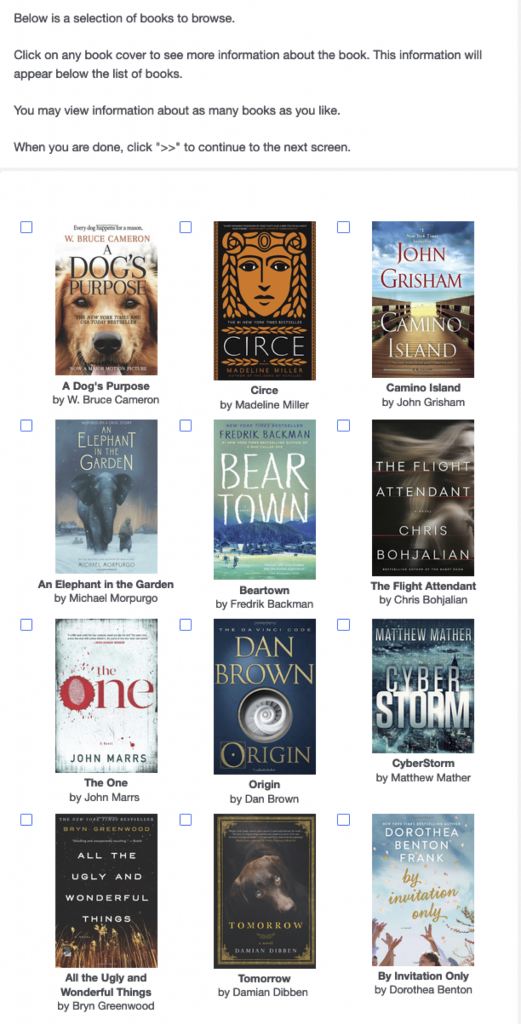 Below is a selection of books to browse.
Click on any book cover to see more information about the book. This information will
appear below the list of books.
You may view information about as many books as you like.
When you are done, click ">>" to continue to the next screen.
Every dog happens for a reason.
W. BRUCE CAMERON
A
DOG'S
PURPOSE
THE NEW YORK TIMES AND
USA TODAY BESTSELLER
NOW A MAJOR MOTION PICTURE
A Dog's Purpose
by W. Bruce Cameron
THE #1 NEW YORK TIMES BESTSELLER
CIRCE
A NOVEL
MADELINE MILLER
Circe
by Madeline Miller
#1
New York Times
JOHN
GRISHAM
CAMINO
ISLAND
Camino Island
by John Grisham
AN
ELEPHANT
IN THE
GARDEN
MICHAEL MORPURGO
An Elephant in the Garden
by Michael Morpurgo
NEW YORK TIMES BESTSELLER
FREDRIK BACKMAN
BEAR
TOWN
Beartown
by Fredrik Backman
THE FLIGHT
ATTENDANT
A NOVEL
CHRIS
BOHJALIAN
The Flight Attendant
by Chris Bohjalian
the
One
A Novel
JOHN MARRS
The One
by John Marrs
THE DA VINCI CODE
DAN
BROWN
ORIGIN
Origin
by Dan Brown
MATTHEW MATHER
CYBER
STORM
CyberStorm
by Matthew Mather
THE NEW YORK TIMES BESTSELLER
BRYN GREENWOOD
ALL THE
UGLY AND
WONDERFUL
THINGS
All the Ugly and
Wonderful Things
by Bryn Greenwood
TOMORROW
a novel
DAMIAN DIBBEN
Tomorrow
by Damian Dibben
NEW YORK TIMES BESTSELLING AUTHOR
DOROTHEA
BENTON
FRANK
by
invitation
only
By Invitation Only
by Dorothea Benton